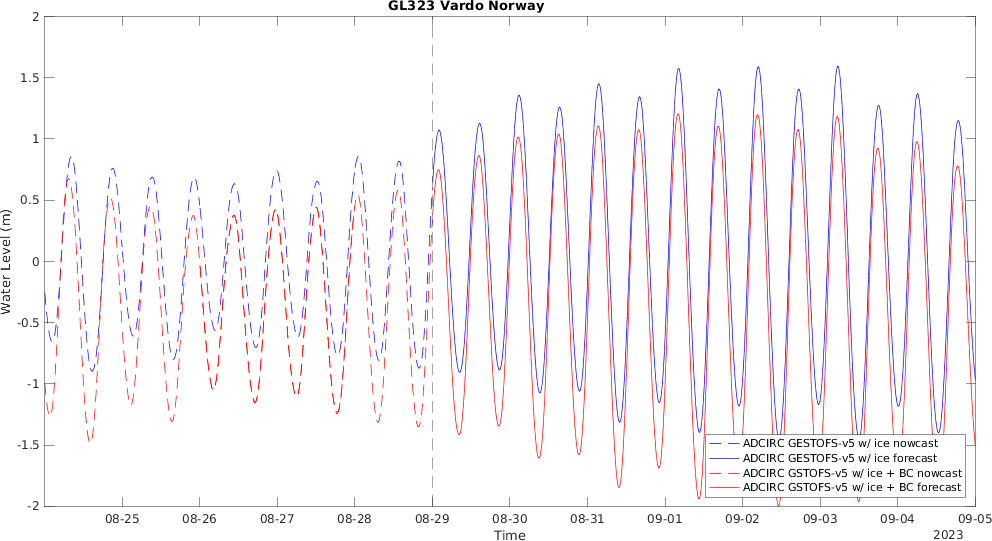 GL323 Vardo Norway
2
1.5
1
0.5
0
-0.5
-1
-1.5
-2
Water Level (m)
ADCIRC GESTOFS-v5 w/ ice nowcast
ADCIRC GESTOFS-v5 w/ ice forecast
ADCIRC GSTOFS-v5 w/ ice + BC nowcast
ADCIRC GSTOFS-v5 w/ ice + BC forecast
08-25 08-26 08-27 08-28 08-29 08-30 08-31 09-01 09-02 09-03 09-04 09-05
Time
2023